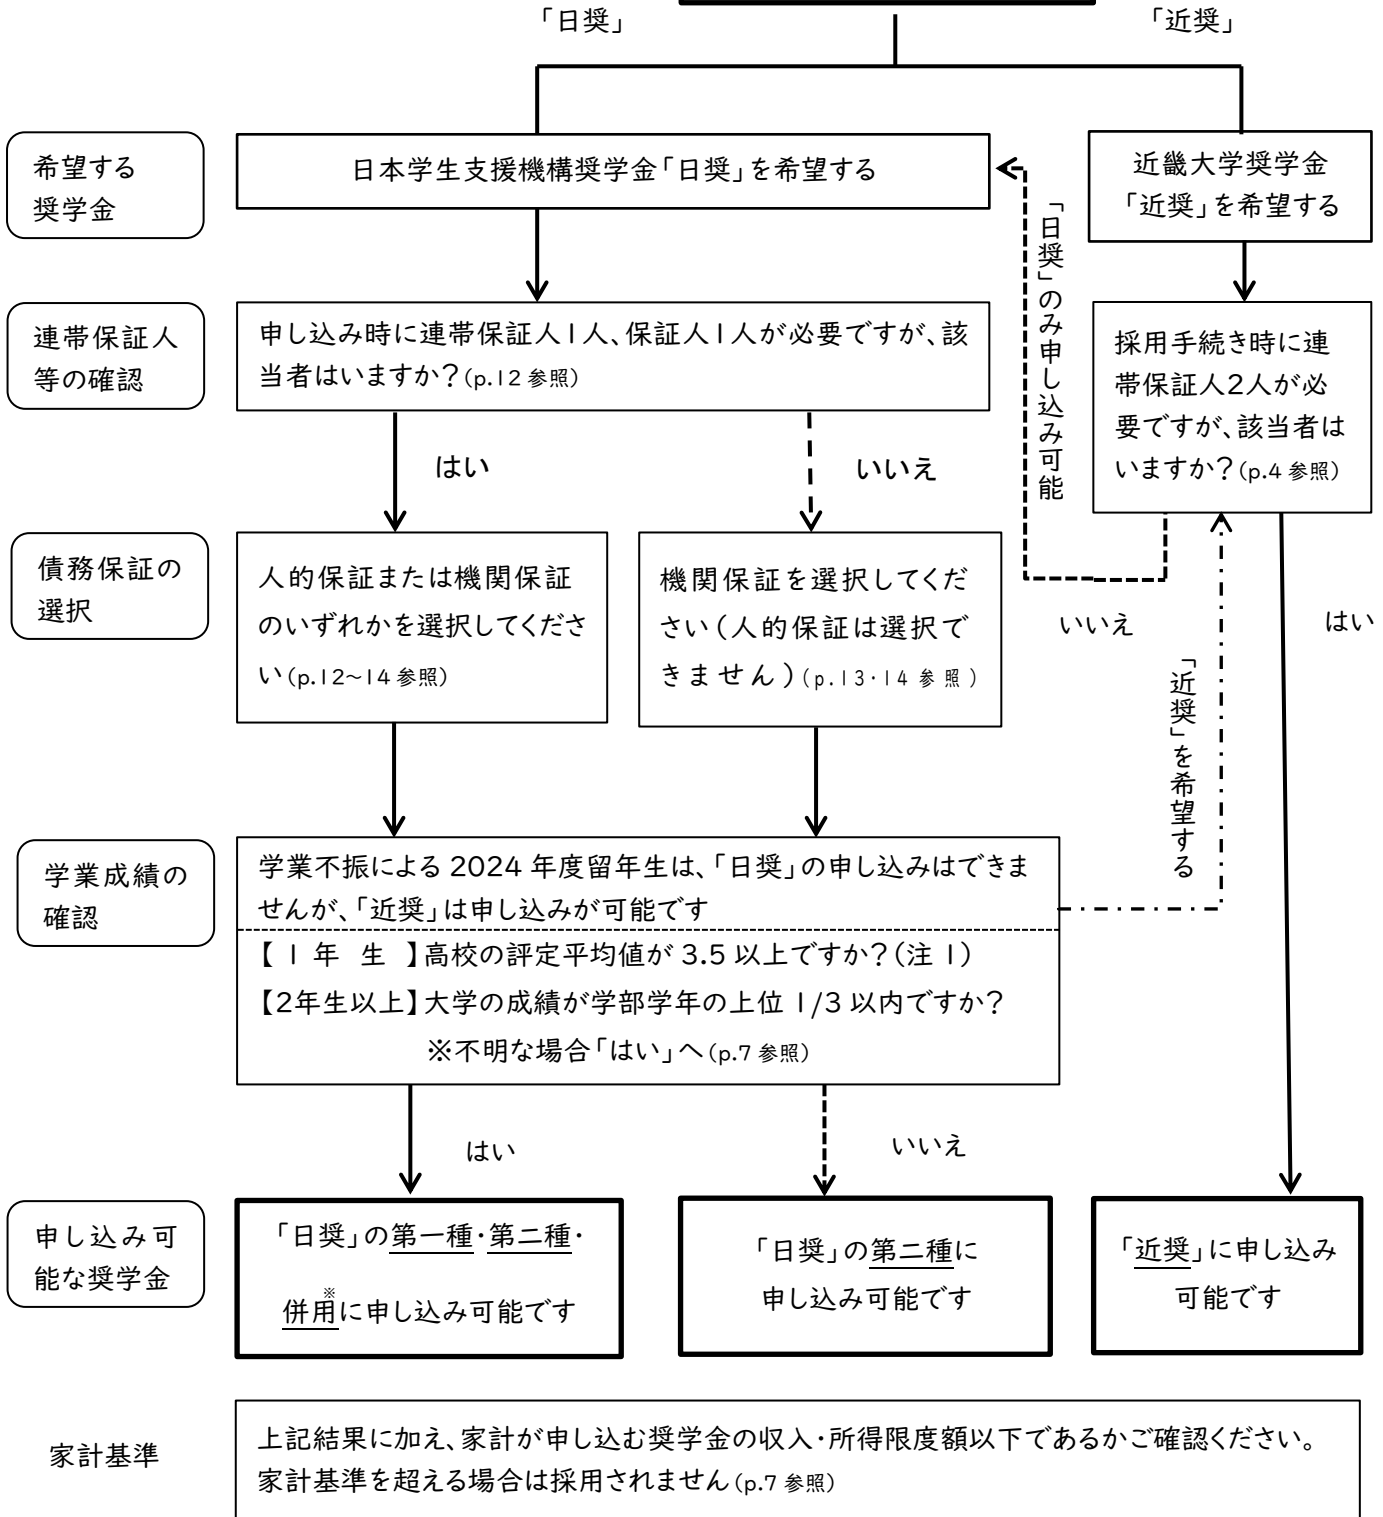 「日奨」
「近奨」
希望する
奨学金
日本学生支援機構奨学金「日奨」を希望する
近畿大学奨学金
「近奨」を希望する
「日奨」のみ申し込み可能
連帯保証人
等の確認
申し込み時に連帯保証人1人、保証人1人が必要ですが、該
当者はいますか?(p.12 参照)
採用手続き時に連
帯保証人2人が必
要ですが、該当者は
いますか?(p.4 参照)
はい
いいえ
債務保証の
選択
人的保証または機関保証
のいずれかを選択してくださ
い(p.12~14 参照)
機関保証を選択してくだ
さい(人的保証は選択で
きません)(p.13・14 参照)
いいえ
はい
「近奨」を希望する
学業成績の
確認
学業不振による 2024 年度留年生は、「日奨」の申し込みはできま
せんが、「近奨」は申し込みが可能です
【 1 年 生 】高校の評定平均値が 3.5 以上ですか?(注 1)
【2年生以上】大学の成績が学部学年の上位 1/3 以内ですか?
※不明な場合「はい」へ(p.7 参照)
はい
いいえ
申し込み可
能な奨学金
「日奨」の第一種・第二種・
併用※に申し込み可能です
「日奨」の第二種に
申し込み可能です
「近奨」に申し込み
可能です
家計基準
上記結果に加え、家計が申し込む奨学金の収入・所得限度額以下であるかご確認ください。
家計基準を超える場合は採用されません(p.7 参照)